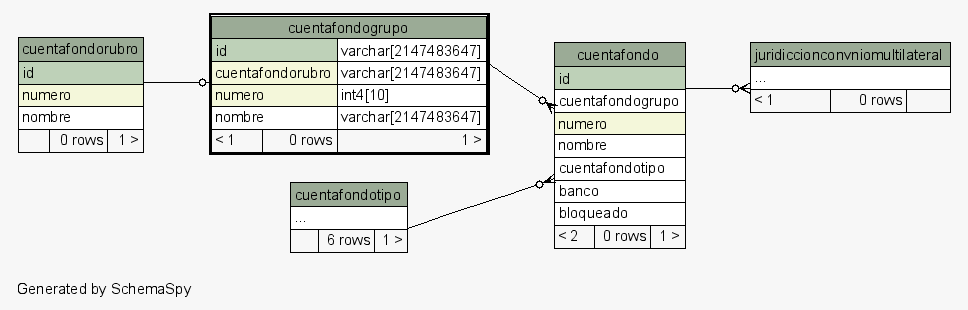 cuentafondorubro
id
numero
nombre
0 rows 1 >
cuentafondogrupo
id varchar[2147483647]
cuentafondorubro varchar[2147483647]
numero int4[10]
nombre varchar[2147483647]
< 1 0 rows 1 >
cuentafondotipo
...
6 rows 1 >
cuentafondo
id
cuentafondogrupo
numero
nombre
cuentafondotipo
banco
bloqueado
< 2 0 rows 1 >
juridiccionconvniomultilateral
...
< 1 0 rows
Generated by SchemaSpy